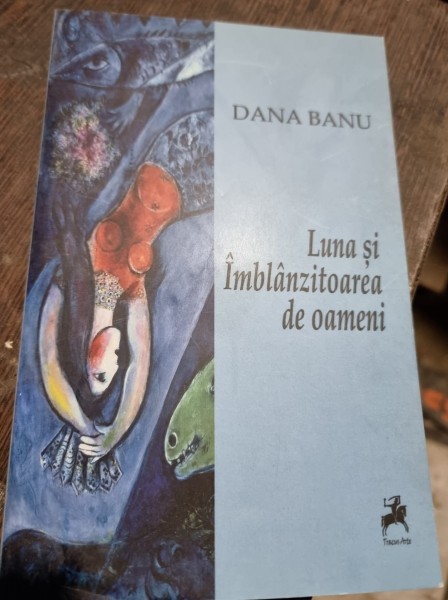 DANA BANU
Luna și
Îmblânzitoarea
de oameni
Tracus Arte